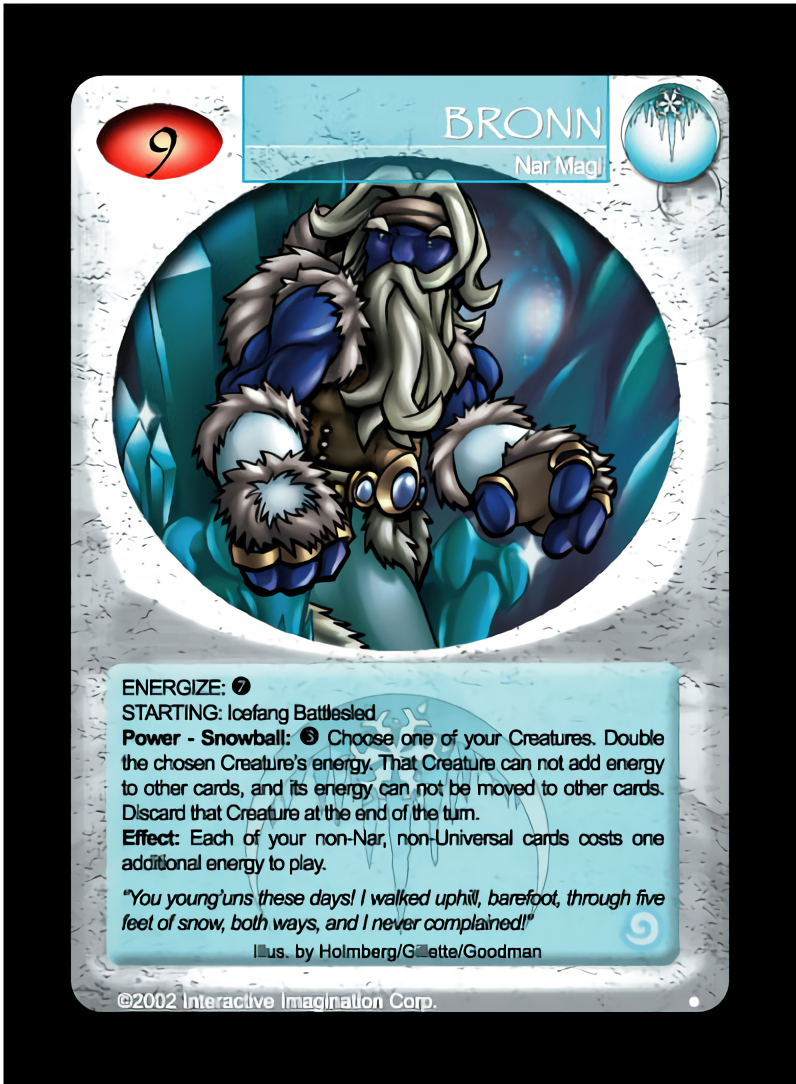 9
BRONN
Nar Magi
ENERGIZE: 7
STARTING: Icefang Battlesled
Power - Snowball: 3 Choose one of your Creatures. Double
the chosen Creature's energy. That Creature can not add energy
to other cards, and its energy can not be moved to other cards.
Discard that Creature at the end of the turn.
Effect: Each of your non-Nar, non-Universal cards costs one
additional energy to play.
"You young'uns these days! I walked uphill, barefoot, through five
feet of snow, both ways, and I never complained!"
Illus. by Holmberg/Gillette/Goodman
©2002 Interactive Imagination Corp.